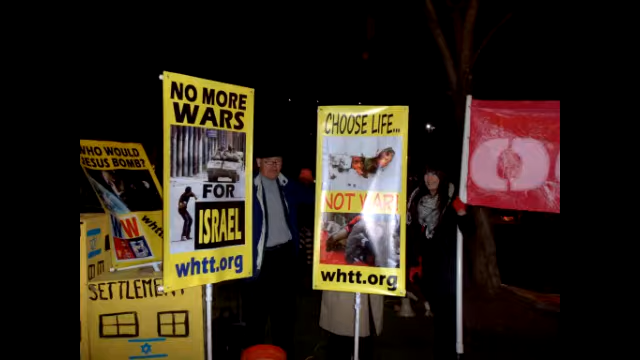 WHO WOULD
JESUS BOMB?
NO MORE
WARS
FOR
ISRAEL
whtt.org
CHOOSE LIFE...
NOT WAR!
whtt.org
SETTLEMENT